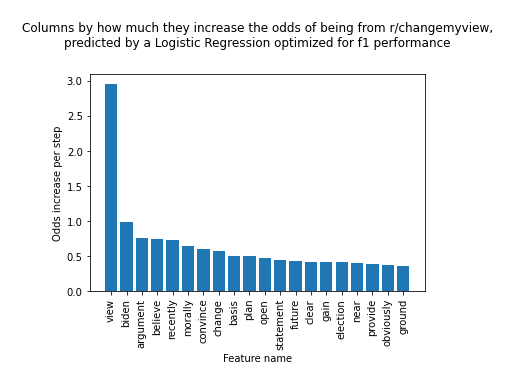 Columns by how much they increase the odds of being from r/changemyview,
predicted by a Logistic Regression optimized for f1 performance
3.0
2.5
2.0
1.5
1.0
0.5
0.0
Odds increase per step
view
biden
argument
believe
recently
morally
convince
change
basis
plan
open
statement
future
clear
gain
election
near
provide
obviously
ground
Feature name